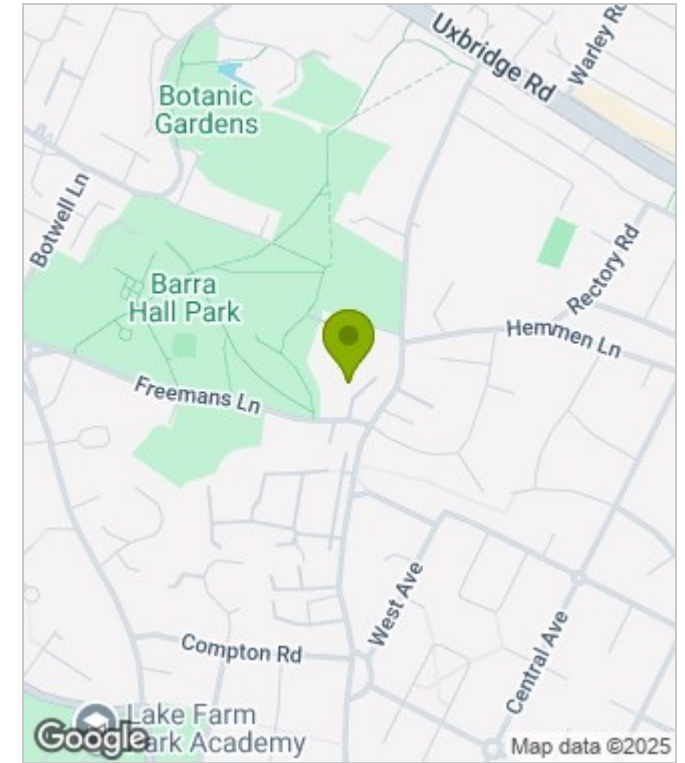 Uxbridge Rd
Warley Rd
Botanic
Gardens
Botwell Ln
Rectory Rd
Barra
Hall Park
Hemmen Ln
Freemans Ln
West Ave
Compton Rd
Central Ave
Lake Farm
Park Academy
Google
Map data ©2025